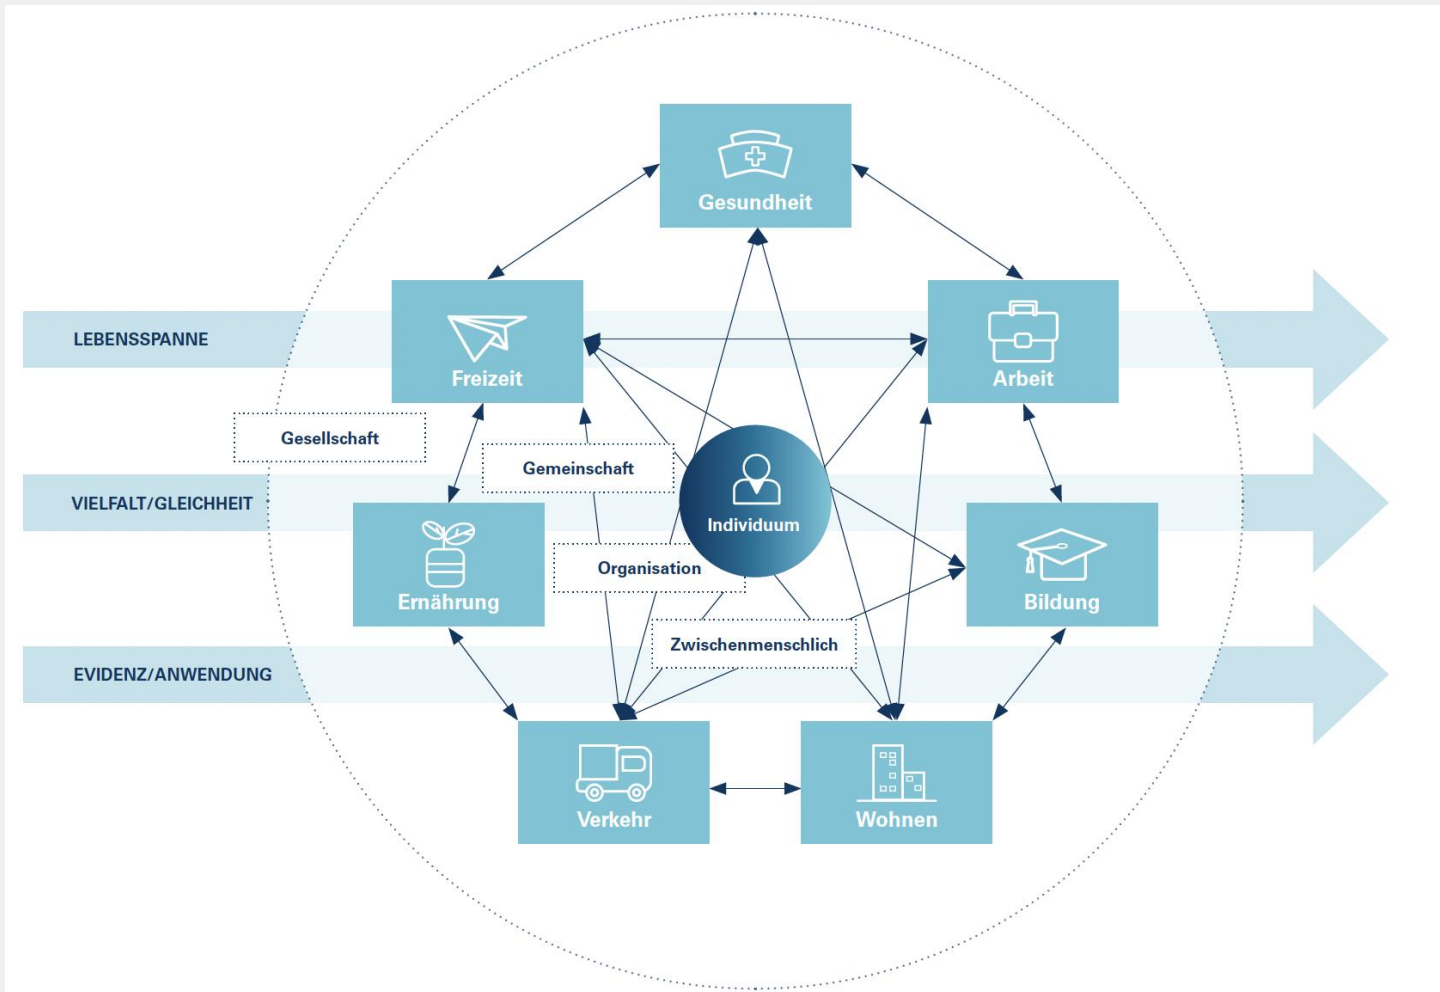 Gesundheit
LEBENSSPANNE
Freizeit
Arbeit
Gesellschaft
Gemeinschaft
VIELFALT/GLEICHHEIT
Individuum
Organisation
Ernährung
Bildung
Zwischenmenschlich
EVIDENZ/ANWENDUNG
Verkehr
Wohnen